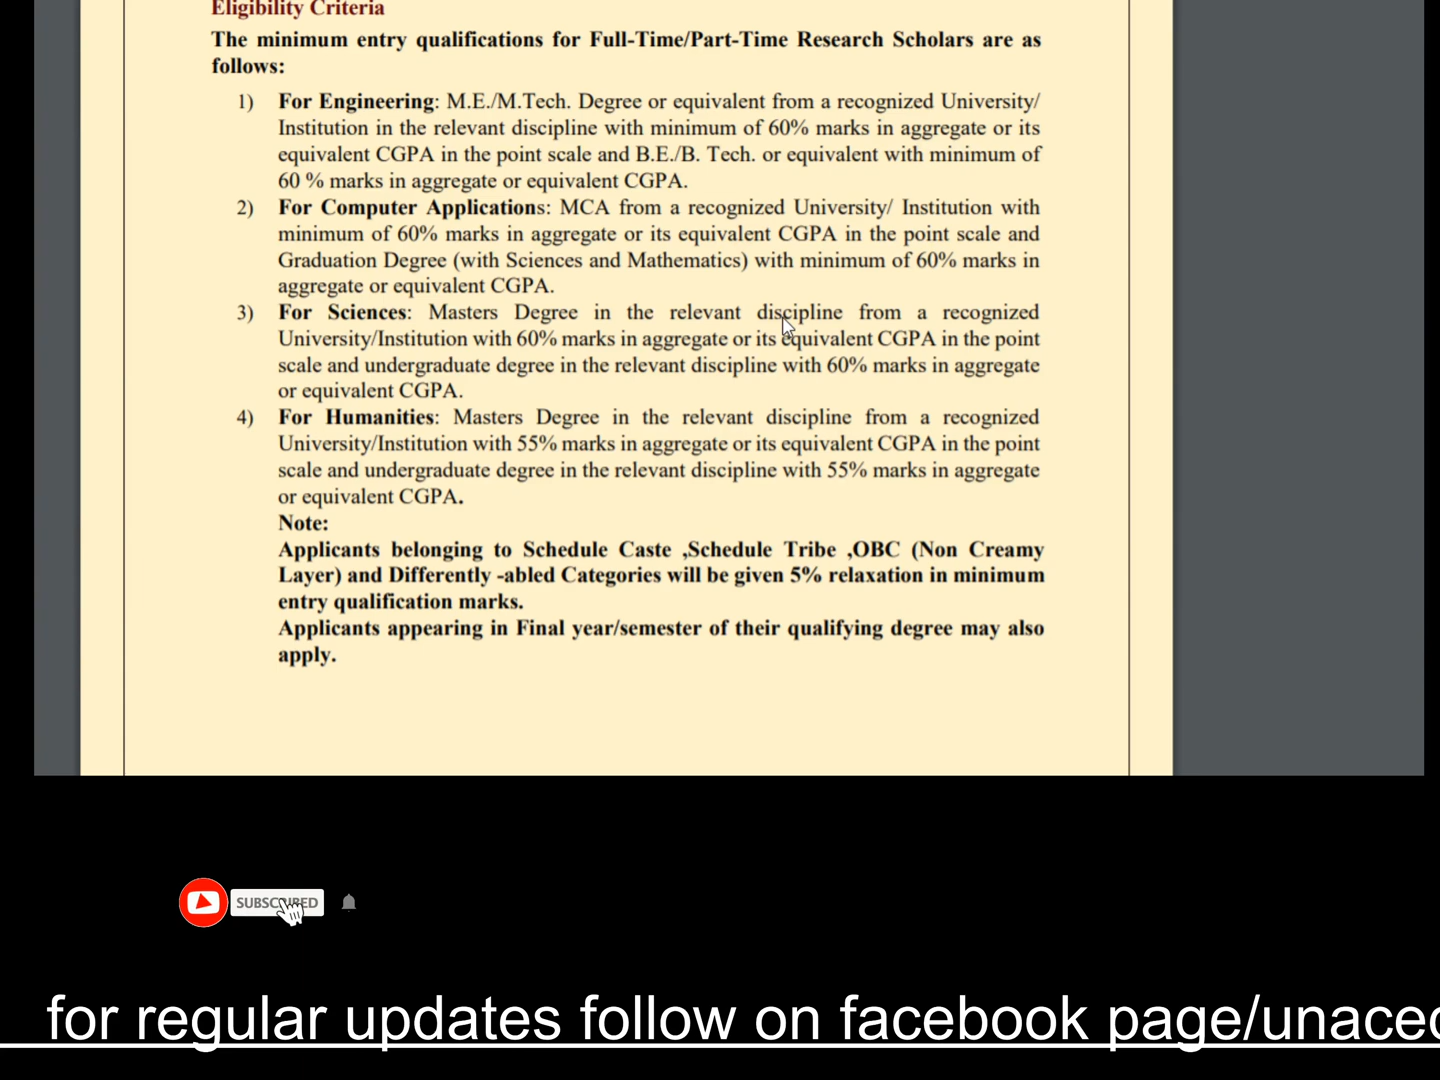 Eligibility Criteria
The minimum entry qualifications for Full-Time/Part-Time Research Scholars are as
follows:
1) For Engineering: M.E./M.Tech. Degree or equivalent from a recognized University/
Institution in the relevant discipline with minimum of 60% marks in aggregate or its
equivalent CGPA in the point scale and B.E./B. Tech. or equivalent with minimum of
60 % marks in aggregate or equivalent CGPA.
2) For Computer Applications: MCA from a recognized University/ Institution with
minimum of 60% marks in aggregate or its equivalent CGPA in the point scale and
Graduation Degree (with Sciences and Mathematics) with minimum of 60% marks in
aggregate or equivalent CGPA.
3) For Sciences: Masters Degree in the relevant discipline from a recognized
University/Institution with 60% marks in aggregate or its equivalent CGPA in the point
scale and undergraduate degree in the relevant discipline with 60% marks in aggregate
or equivalent CGPA.
4) For Humanities: Masters Degree in the relevant discipline from a recognized
University/Institution with 55% marks in aggregate or its equivalent CGPA in the point
scale and undergraduate degree in the relevant discipline with 55% marks in aggregate
or equivalent CGPA.
Note:
Applicants belonging to Schedule Caste ,Schedule Tribe ,OBC (Non Creamy
Layer) and Differently -abled Categories will be given 5% relaxation in minimum
entry qualification marks.
Applicants appearing in Final year/semester of their qualifying degree may also
apply.
SUBSCRIBED
for regular updates follow on facebook page/unaced